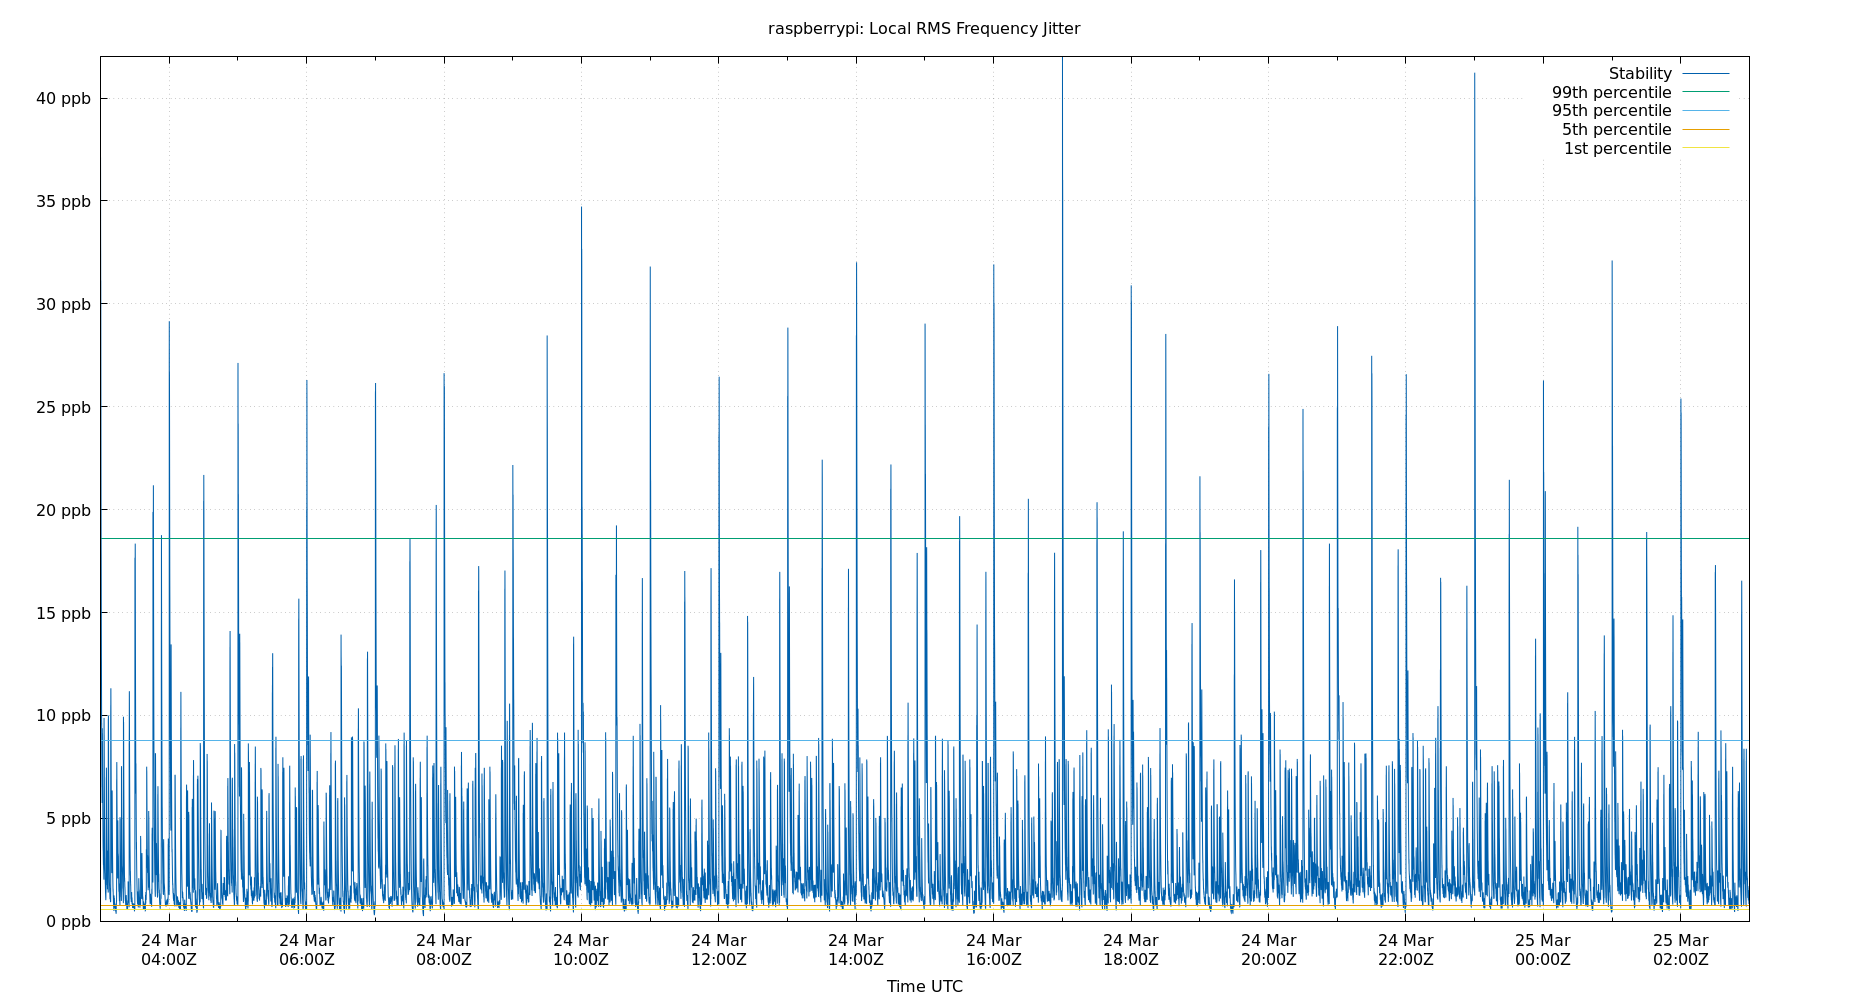 raspberrypi: Local RMS Frequency Jitter
Stability
99th percentile
95th percentile
5th percentile
1st percentile
40 ppb
35 ppb
30 ppb
25 ppb
20 ppb
15 ppb
10 ppb
5 ppb
0 ppb
24 Mar 24 Mar 24 Mar 24 Mar 24 Mar 24 Mar 24 Mar 24 Mar 24 Mar 24 Mar 25 Mar 25 Mar
04:00Z 06:00Z 08:00Z 10:00Z 12:00Z 14:00Z 16:00Z 18:00Z 20:00Z 22:00Z 00:00Z 02:00Z
Time UTC